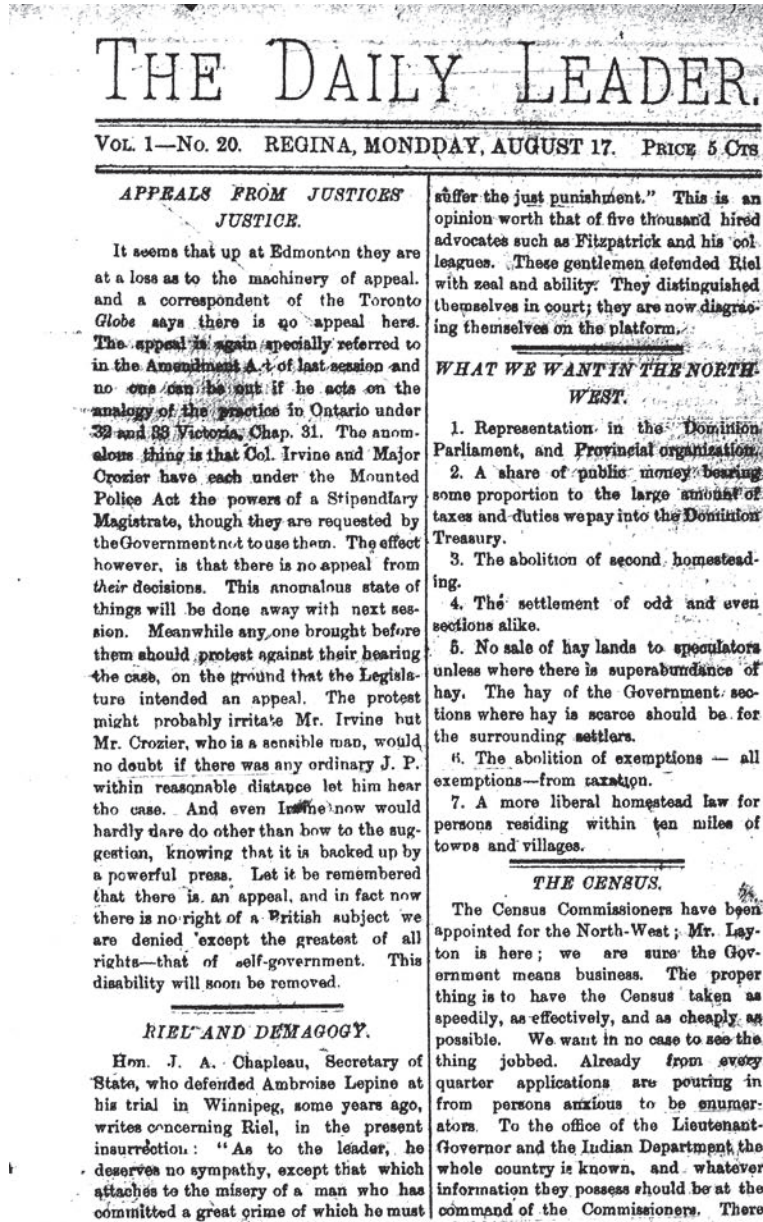 THE DAILY LEADER.
VOL. 1—No. 20. REGINA, MONDDAY, AUGUST 17. PRICE 5 CTS
APPEALS FROM JUSTICES'
JUSTICE.
It seems that up at Edmonton they are
at a loss as to the machinery of appeal.
and a correspondent of the Toronto
Globe says there is no appeal here.
The appeal is again specially referred to
in the Amendment Act of last session and
no one can be out if he acts on the
analogy of the practice in Ontario under
32 and 33 Victoria, Chap. 31. The anom-
alous thing is that Col. Irvine and Major
Crozier have each under the Mounted
Police Act the powers of a Stipendiary
Magistrate, though they are requested by
the Government not to use them. The effect
however, is that there is no appeal from
their decisions. This anomalous state of
things will be done away with next ses-
sion. Meanwhile any one brought before
them should protest against their hearing
the case, on the ground that the Legisla-
ture intended an appeal. The protest
might probably irritate Mr. Irvine but
Mr. Crozier, who is a sensible man, would
no doubt if there was any ordinary J. P.
within reasonable distance let him hear
tho case. And even Irvine now would
hardly dare do other than bow to the sug-
gestion, knowing that it is backed up by
a powerful press. Let it be remembered
that there is an appeal, and in fact now
there is no right of a British subject we
are denied except the greatest of all
rights—that of self-government. This
disability will soon be removed.
RIEL AND DEMAGOGY.
Hon. J. A. Chapleau, Secretary of
State, who defended Ambroise Lepine at
his trial in Winnipeg, some years ago,
writes concerning Riel, in the present
insurrection: "As to the leader, he
deserves no sympathy, except that which
attaches to the misery of a man who has
committed a great crime of which he must
suffer the just punishment." This is an
opinion worth that of five thousand hired
advocates such as Fitzpatrick and his col
leagues. These gentlemen defended Riel
with zeal and ability. They distinguished
themselves in court; they are now disgrac-
ing themselves on the platform.
WHAT WE WANT IN THE NORTH-
WEST.
1. Representation in the Dominion
Parliament, and Provincial organization.
2. A share of public money bearing
some proportion to the large amount of
taxes and duties we pay into the Dominion
Treasury.
3. The abolition of second homestead-
ing.
4. The settlement of odd and even
sections alike.
5. No sale of hay lands to speculators
unless where there is superabundance of
hay. The hay of the Government sec-
tions where hay is scarce should be for
the surrounding settlers.
6. The abolition of exemptions — all
exemptions—from taxation.
7. A more liberal homestead law for
persons residing within ten miles of
towns and villages.
THE CENSUS.
The Census Commissioners have been
appointed for the North-West; Mr. Lay-
ton is here; we are sure the Gov-
ernment means business. The proper
thing is to have the Census taken as
speedily, as effectively, and as cheaply as
possible. We want in no case to see the
thing jobbed. Already from every
quarter applications are pouring in
from persons anxious to be enumer-
ators. To the office of the Lieutenant-
Governor and the Indian Department the
whole country is known, and whatever
information they possess should be at the
command of the Commissioners. There